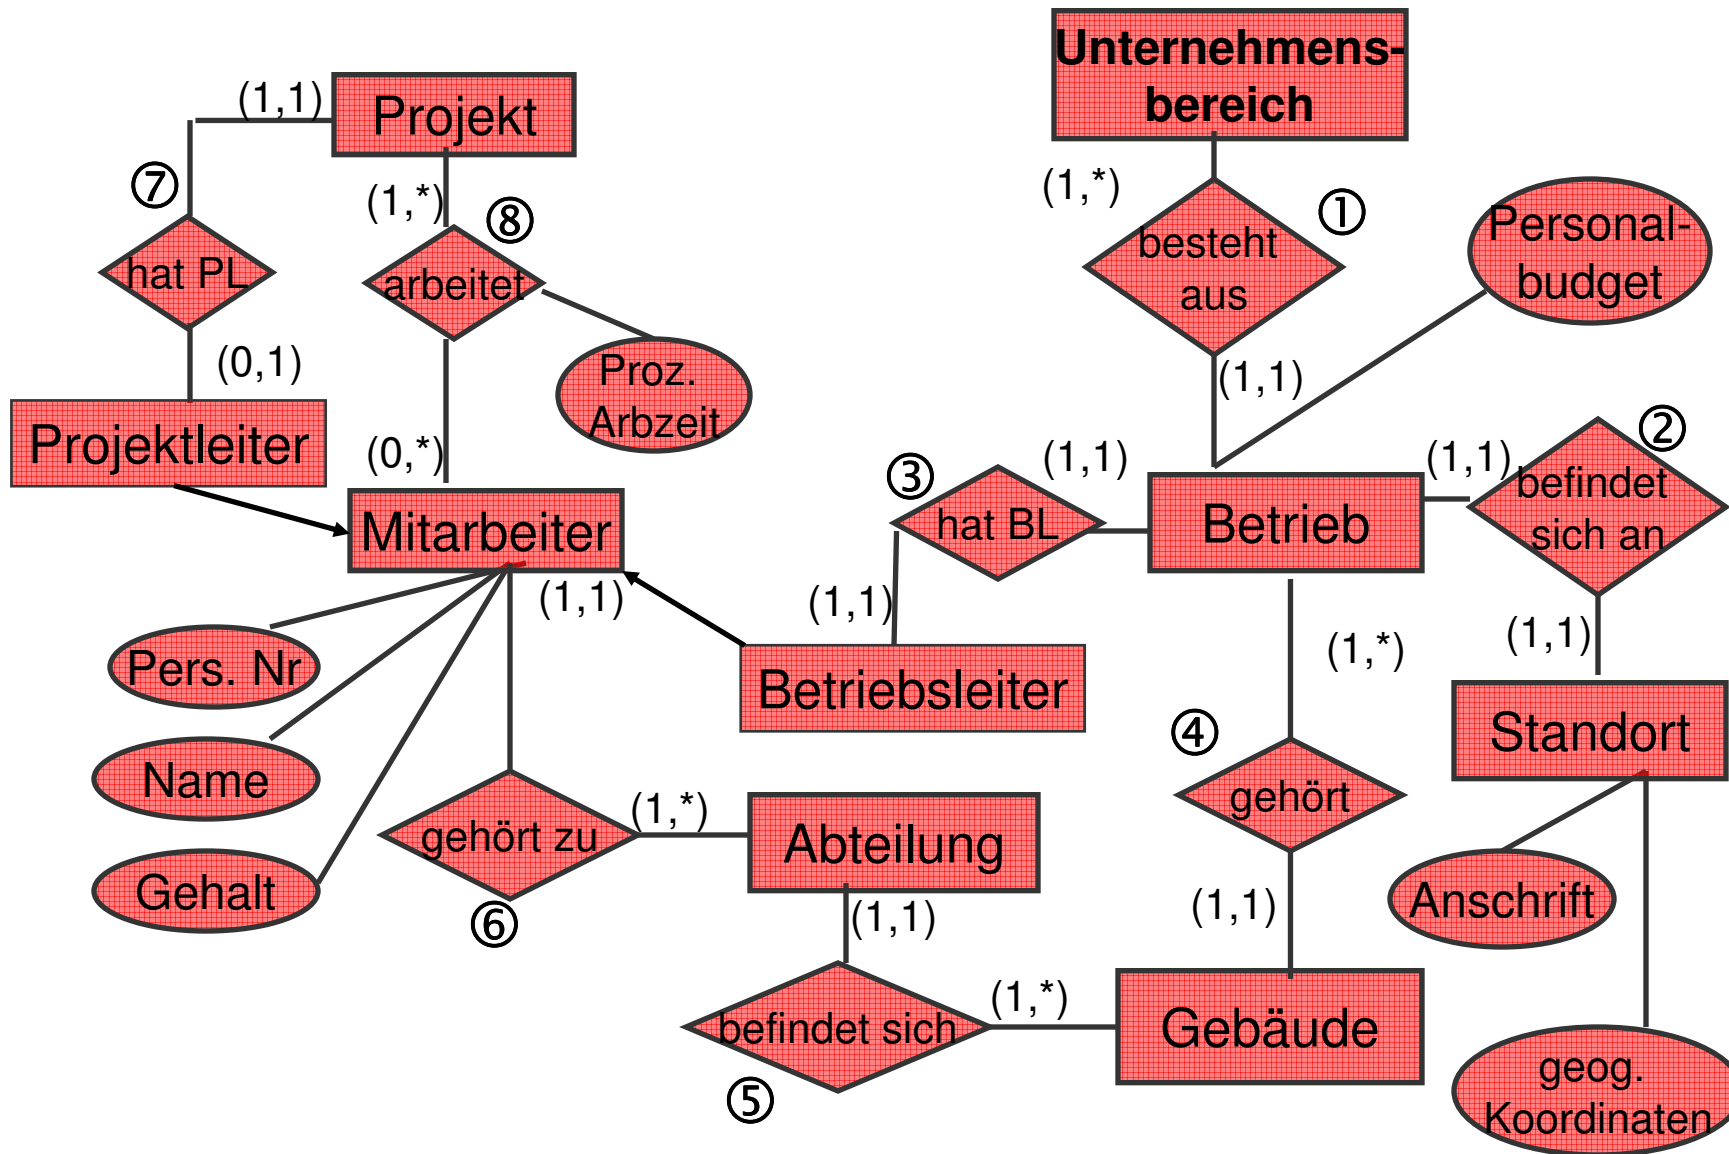 Unternehmens-
bereich
(1,1)
Projekt
⑦
(1,*)
⑧
(1,*)
①
Personal-
budget
hat PL
arbeitet
besteht
aus
(0,1)
Proz.
Arbzeit
(1,1)
Projektleiter
(0,*)
③
(1,1)
(1,1)
②
Mitarbeiter
hat BL
Betrieb
befindet
sich an
(1,1)
(1,1)
(1,*)
(1,1)
Pers. Nr
Betriebsleiter
④
Standort
Name
gehört
gehört zu
(1,*)
Abteilung
Gehalt
⑥
(1,1)
(1,1)
Anschrift
befindet sich
(1,*)
Gebäude
⑤
geog.
Koordinaten